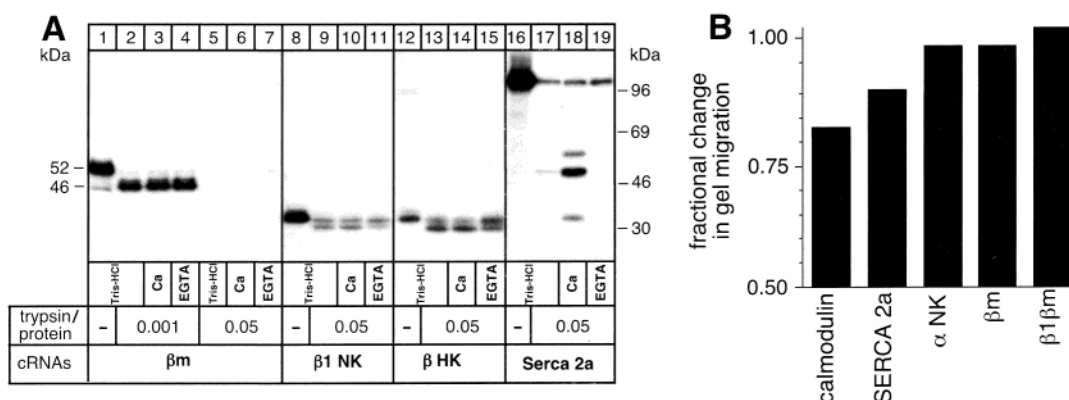 A
1 2 3 4 5 6 7 8 9 10 11 12 13 14 15 16 17 18 19
kDa
kDa
96
69
52
46
46
30
Tris-HCl Ca EGTA Tris-HCl Ca EGTA Tris-HCl Ca EGTA Tris-HCl Ca EGTA Tris-HCl Ca EGTA
trypsin/
protein
– 0.001 0.05 – 0.05 – 0.05 – 0.05
cRNAs βm β1 NK β HK Serca 2a
B
fractional change
in gel migration
1.00
0.75
0.50
calmodulin
SERCA 2a
α NK
βm
β1βm